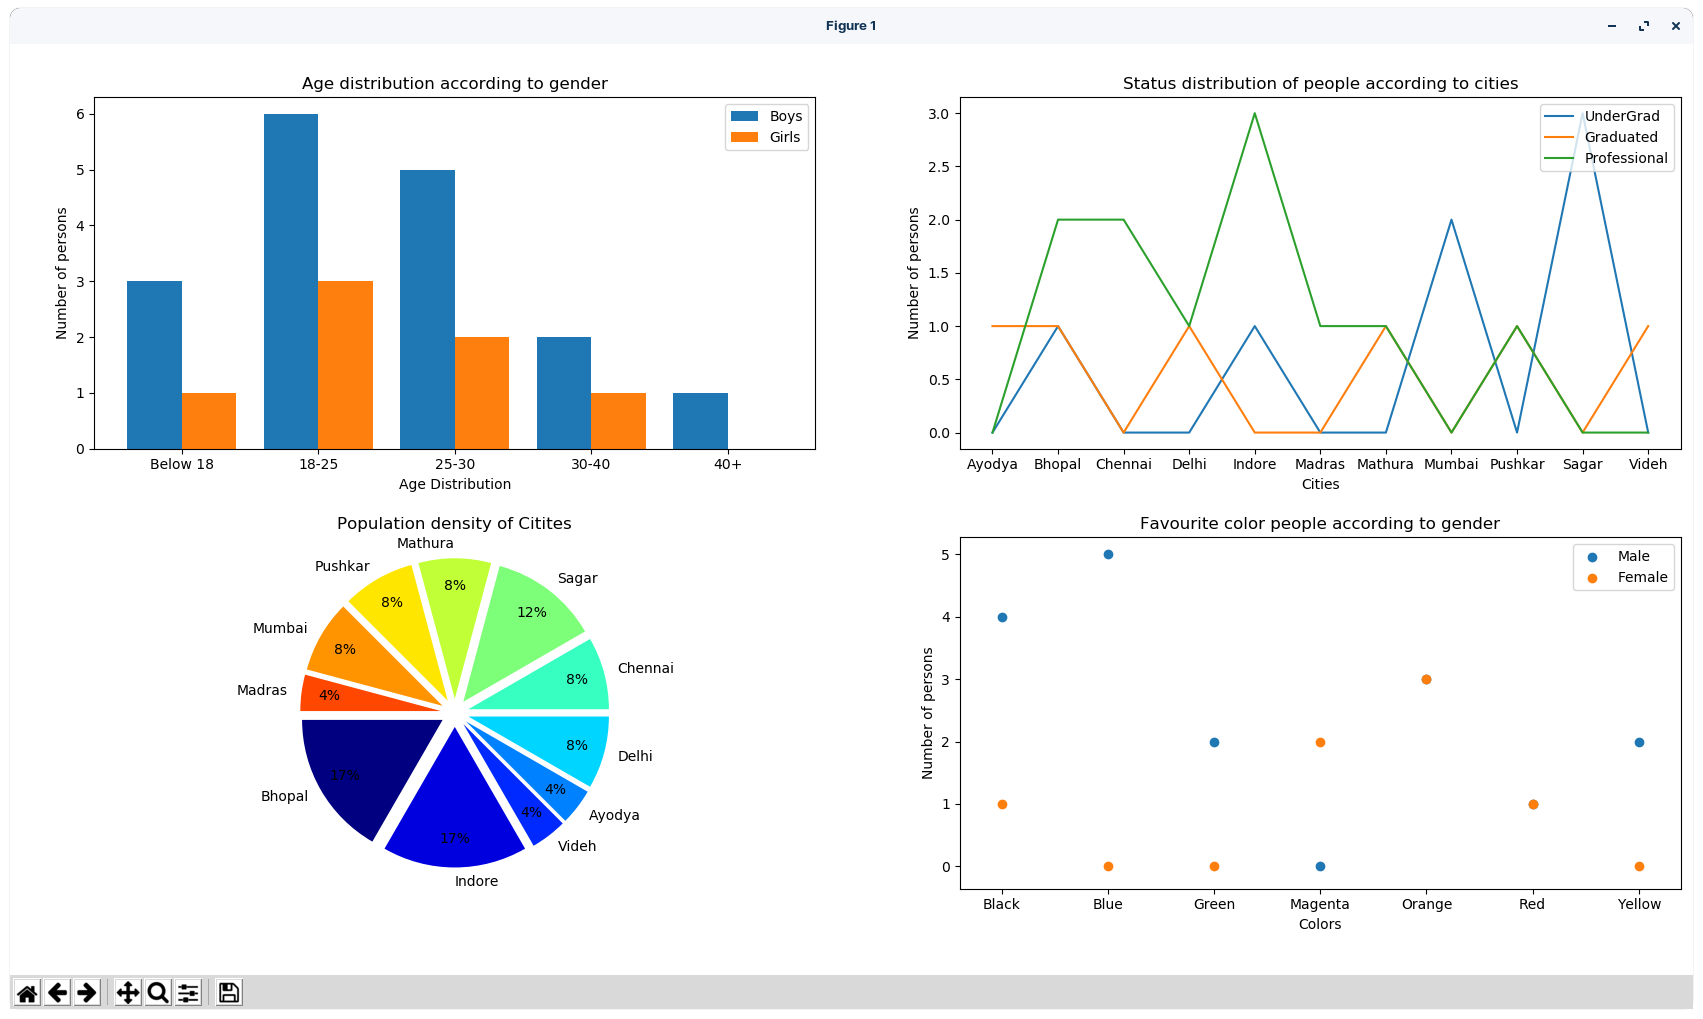 Figure 1
Age distribution according to gender
Number of persons
6
5
4
3
2
1
0
Boys
Girls
Below 18 18-25 25-30 30-40 40+
Age Distribution
Status distribution of people according to cities
Number of persons
3.0
2.5
2.0
1.5
1.0
0.5
0.0
UnderGrad
Graduated
Professional
Ayodya Bhopal Chennai Delhi Indore Madras Mathura Mumbai Pushkar Sagar Videh
Cities
Population density of Citites
Mathura
Pushkar
Sagar
8%
8%
12%
Mumbai
8%
Chennai
8%
Madras
4%
8%
Delhi
17%
4%
Bhopal
Ayodya
4%
17%
Videh
Indore
Favourite color people according to gender
Number of persons
5
4
3
2
1
0
Male
Female
Black Blue Green Magenta Orange Red Yellow
Colors